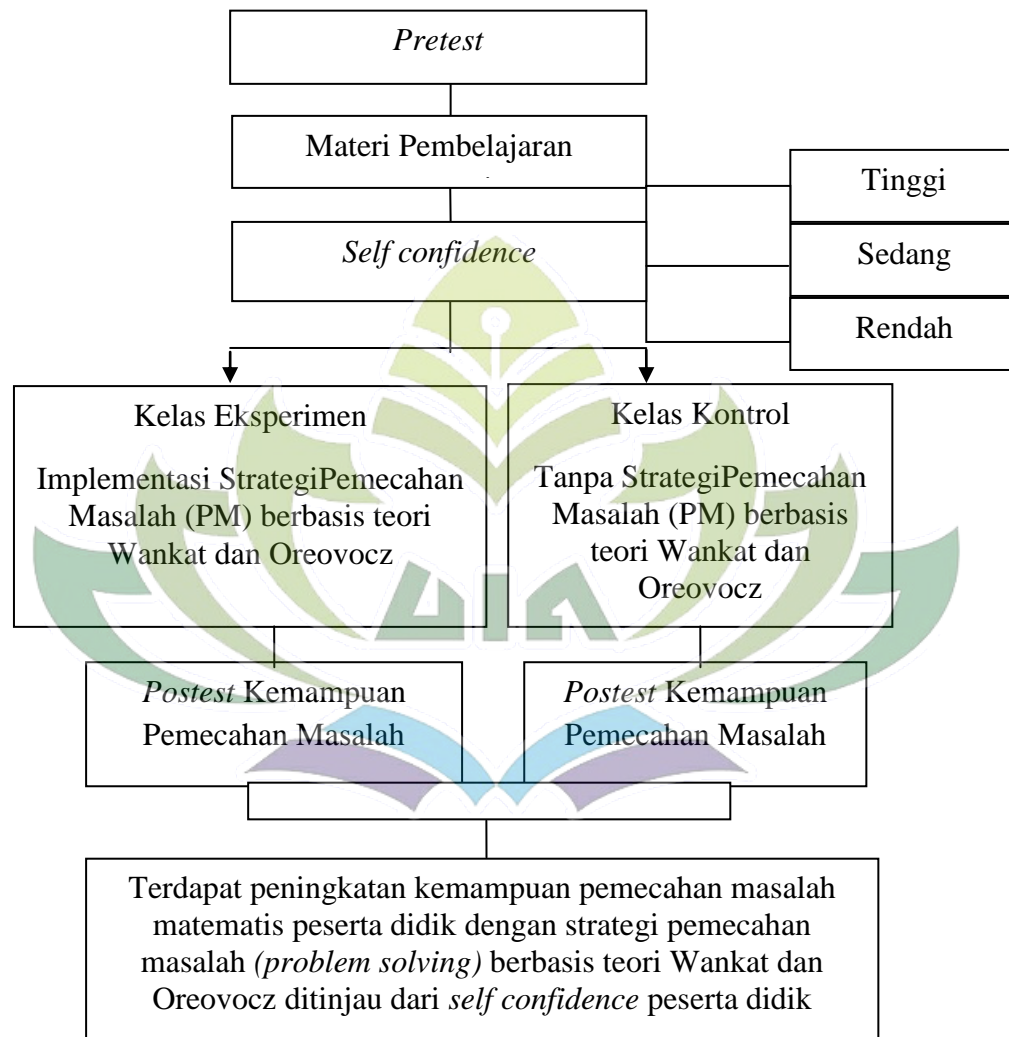 Pretest
Materi Pembelajaran
Self confidence
Tinggi
Sedang
Rendah
Kelas Eksperimen
Implementasi StrategiPemecahan
Masalah (PM) berbasis teori
Wankat dan Oreovocz
Kelas Kontrol
Tanpa StrategiPemecahan
Masalah (PM) berbasis
teori Wankat dan
Oreovocz
Postest Kemampuan
Pemecahan Masalah
Postest Kemampuan
Pemecahan Masalah
Terdapat peningkatan kemampuan pemecahan masalah
matematis peserta didik dengan strategi pemecahan
masalah (problem solving) berbasis teori Wankat dan
Oreovocz ditinjau dari self confidence peserta didik